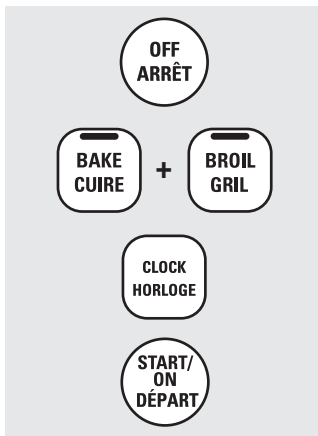 OFF
ARRÊT
BAKE
CUIRE
+
BROIL
GRIL
CLOCK
HORLOGE
START/
ON
DÉPART